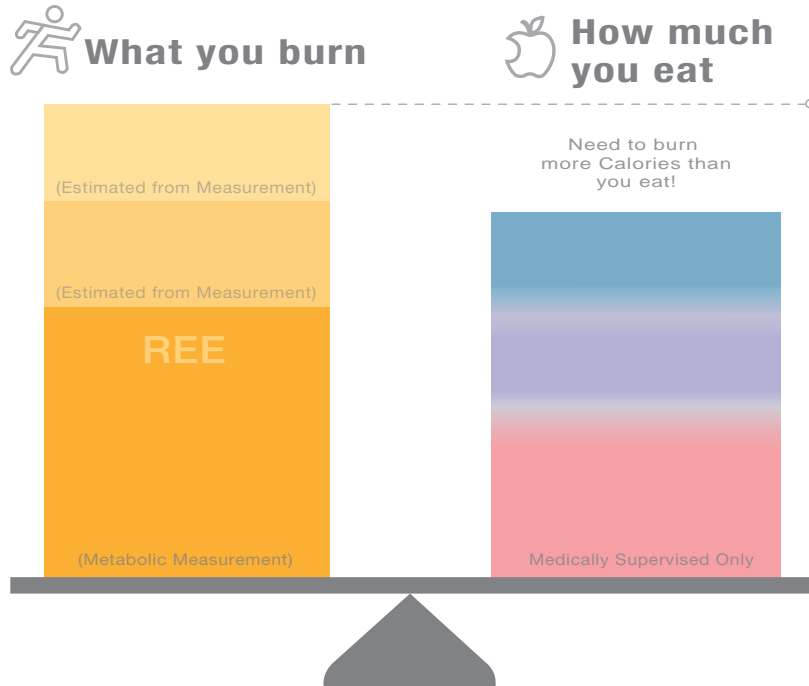 What you burn
How much
you eat
Need to burn
more Calories than
you eat!
(Estimated from Measurement)
(Estimated from Measurement)
REE
(Metabolic Measurement)
Medically Supervised Only